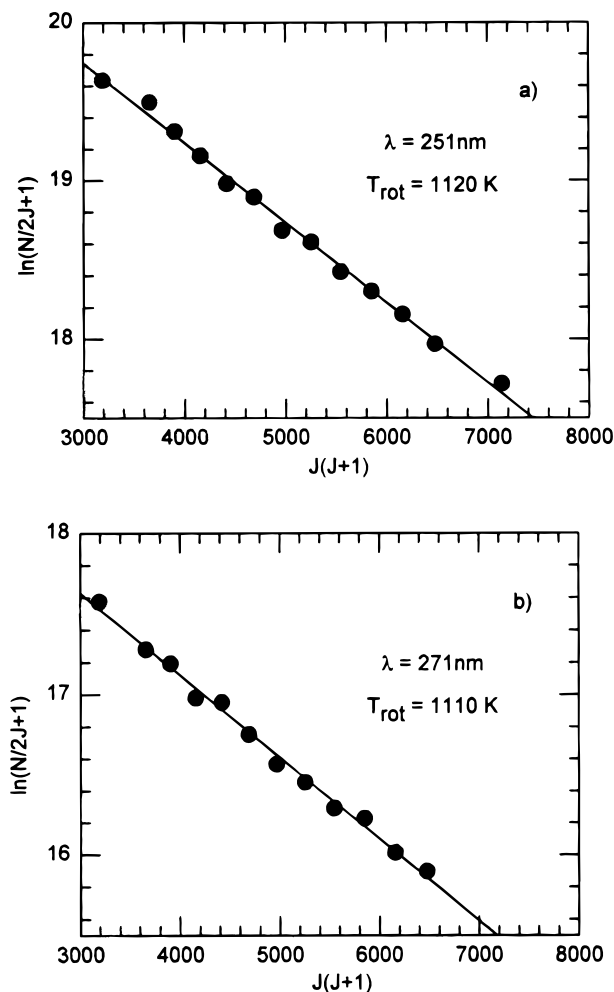 20
a)
λ = 251nm
19
T_rot = 1120 K
ln(N/2J+1)
18
3000 4000 5000 6000 7000 8000
J(J+1)
18
b)
λ = 271nm
17
T_rot = 1110 K
ln(N/2J+1)
16
3000 4000 5000 6000 7000 8000
J(J+1)